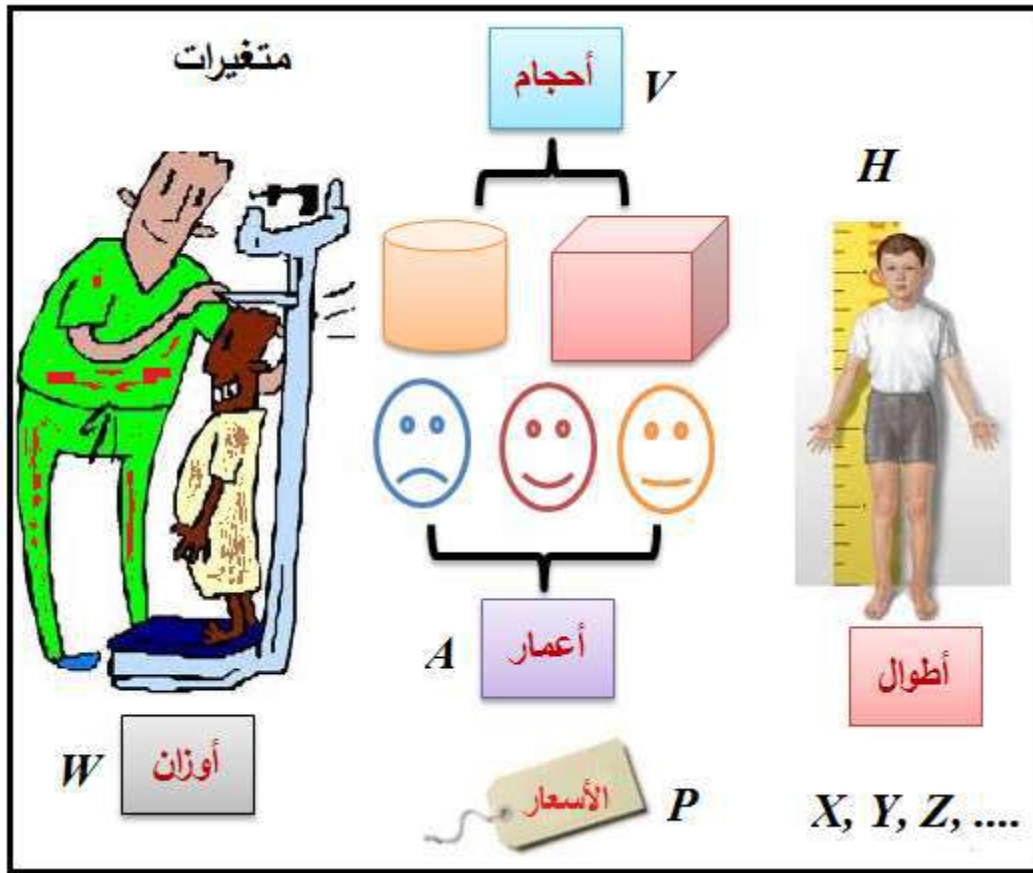 متغيرات
أحجام V
H
A أعمار
أطوال
W أوزان
الأسعار P
X, Y, Z, ....